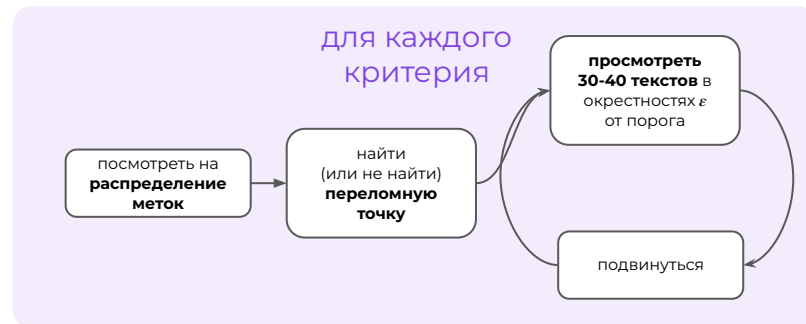 для каждого
критерия
посмотреть на
распределение
меток
найти
(или не найти)
переломную
точку
просмотреть
30-40 текстов в
окрестностях ε
от порога
подвинуться